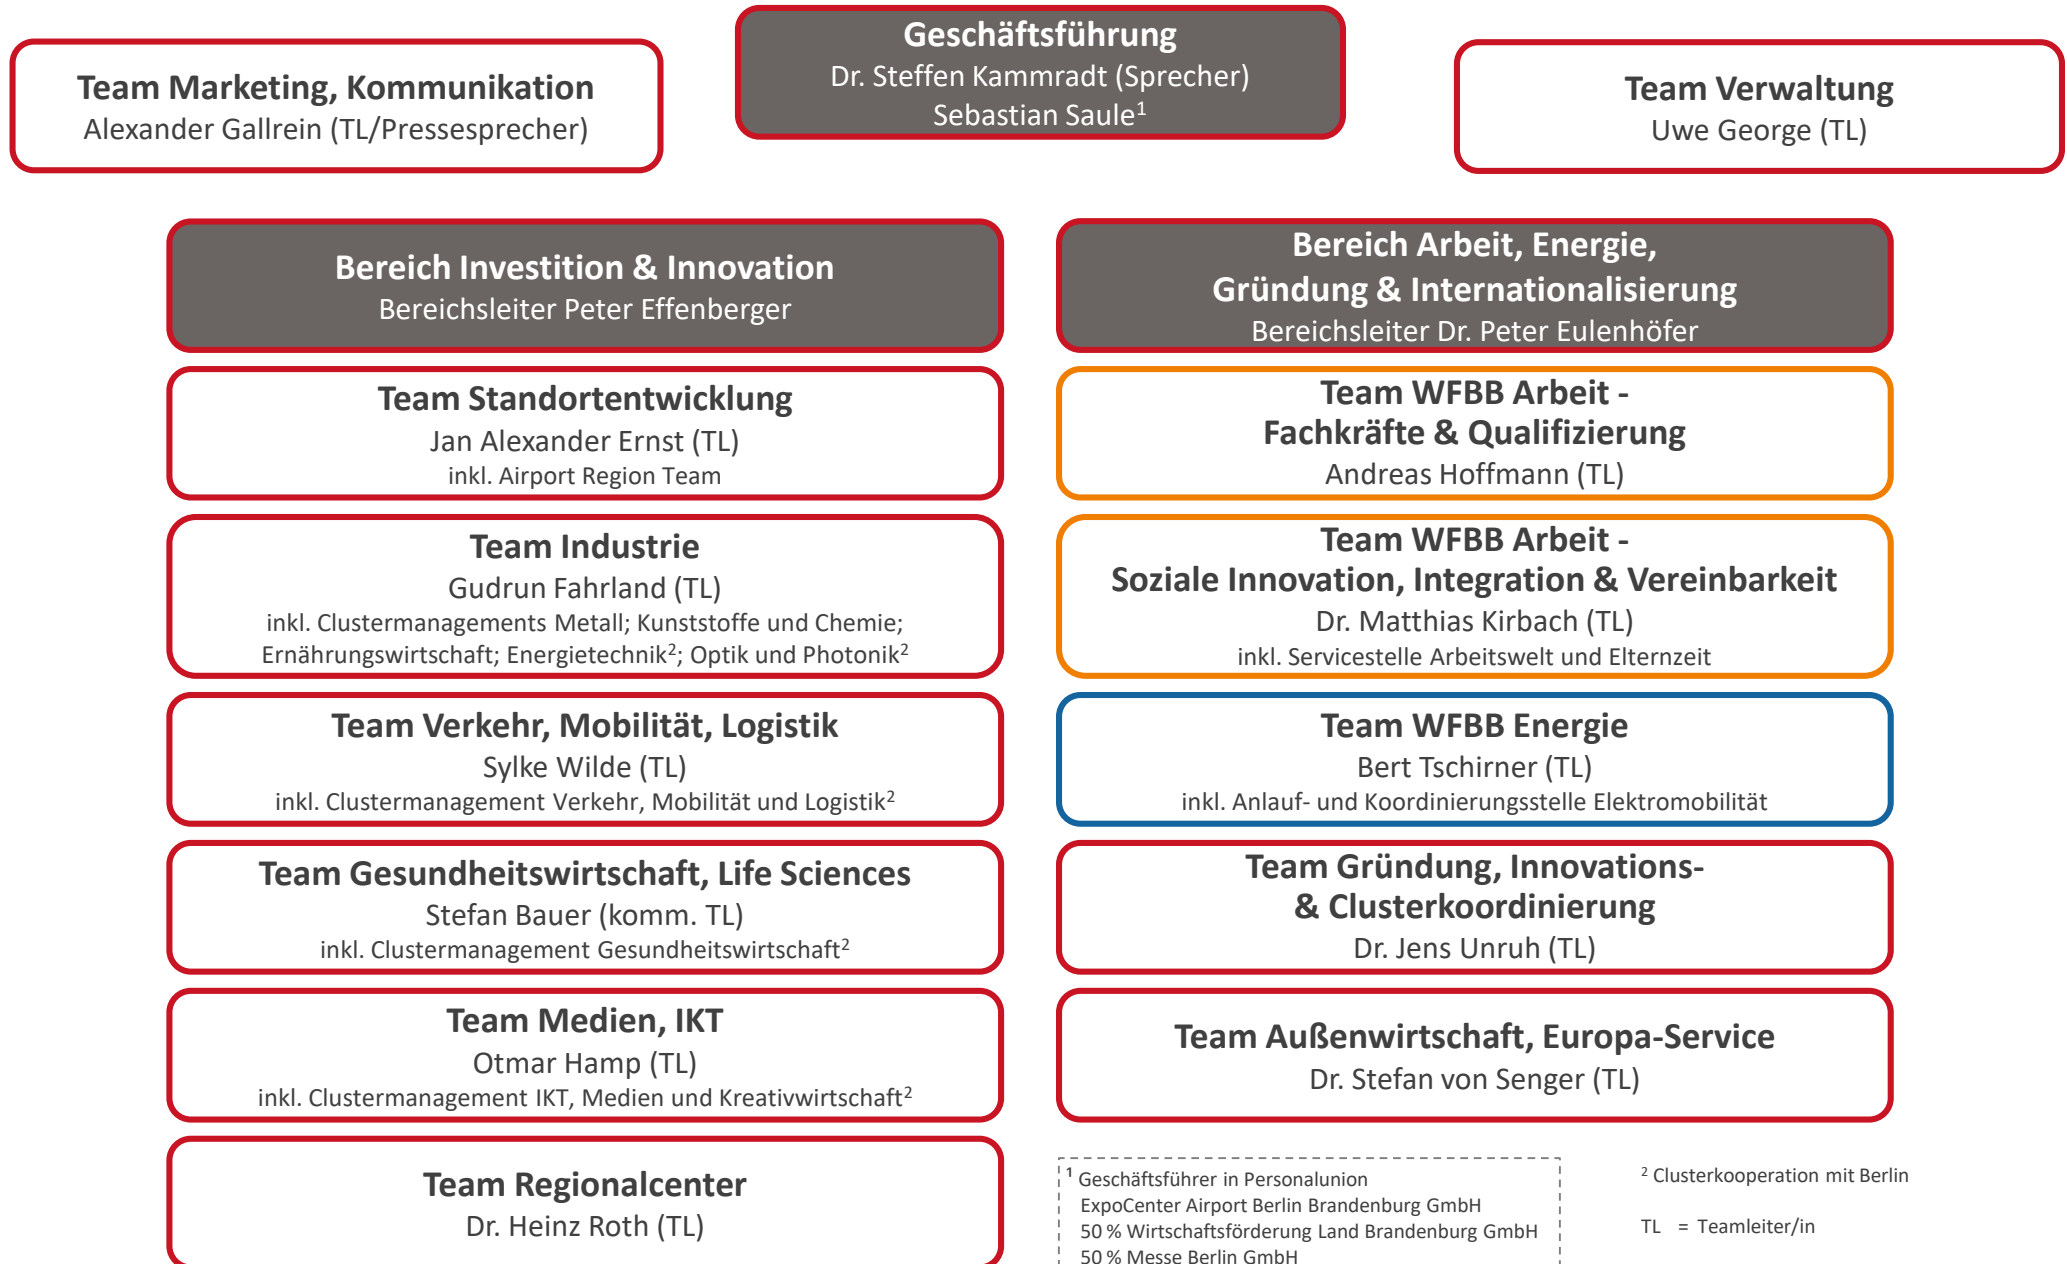 Geschäftsführung
Dr. Steffen Kammradt (Sprecher)
Sebastian Saule¹
Team Marketing, Kommunikation
Alexander Gallrein (TL/Pressesprecher)
Team Verwaltung
Uwe George (TL)
Bereich Investition & Innovation
Bereichsleiter Peter Effenberger
Team Standortentwicklung
Jan Alexander Ernst (TL)
inkl. Airport Region Team
Team Industrie
Gudrun Fahrland (TL)
inkl. Clustermanagements Metall; Kunststoffe und Chemie;
Ernährungswirtschaft; Energietechnik²; Optik und Photonik²
Team Verkehr, Mobilität, Logistik
Sylke Wilde (TL)
inkl. Clustermanagement Verkehr, Mobilität und Logistik²
Team Gesundheitswirtschaft, Life Sciences
Stefan Bauer (komm. TL)
inkl. Clustermanagement Gesundheitswirtschaft²
Team Medien, IKT
Otmar Hamp (TL)
inkl. Clustermanagement IKT, Medien und Kreativwirtschaft²
Team Regionalcenter
Dr. Heinz Roth (TL)
Bereich Arbeit, Energie,
Gründung & Internationalisierung
Bereichsleiter Dr. Peter Eulenhöfer
Team WFBB Arbeit -
Fachkräfte & Qualifizierung
Andreas Hoffmann (TL)
Team WFBB Arbeit -
Soziale Innovation, Integration & Vereinbarkeit
Dr. Matthias Kirbach (TL)
inkl. Servicestelle Arbeitswelt und Elternzeit
Team WFBB Energie
Bert Tschirner (TL)
inkl. Anlauf- und Koordinierungsstelle Elektromobilität
Team Gründung, Innovations-
& Clusterkoordinierung
Dr. Jens Unruh (TL)
Team Außenwirtschaft, Europa-Service
Dr. Stefan von Senger (TL)
¹ Geschäftsführer in Personalunion
ExpoCenter Airport Berlin Brandenburg GmbH
50 % Wirtschaftsförderung Land Brandenburg GmbH
50 % Messe Berlin GmbH
² Clusterkooperation mit Berlin
TL = Teamleiter/in